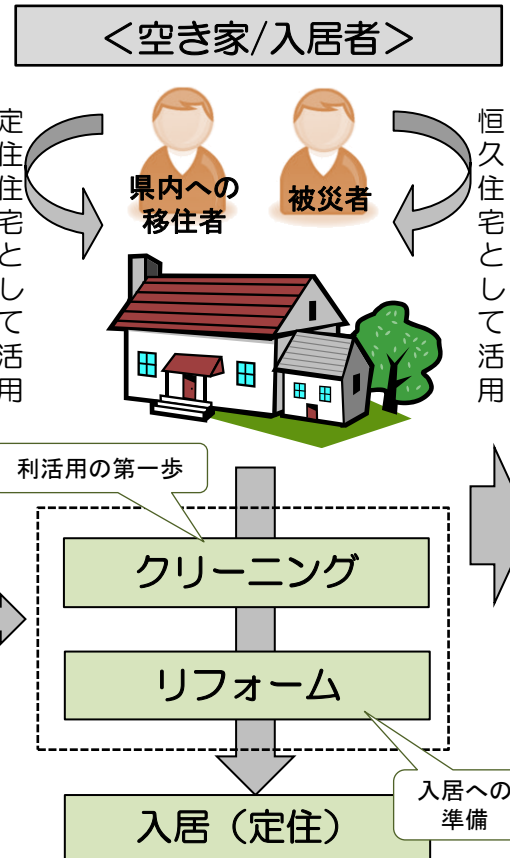 ＜空き家/入居者＞
定住住宅として活用
県内への
移住者
被災者
恒久住宅として活用
利活用の第一歩
クリーニング
リフォーム
入居への
準備
入居（定住）